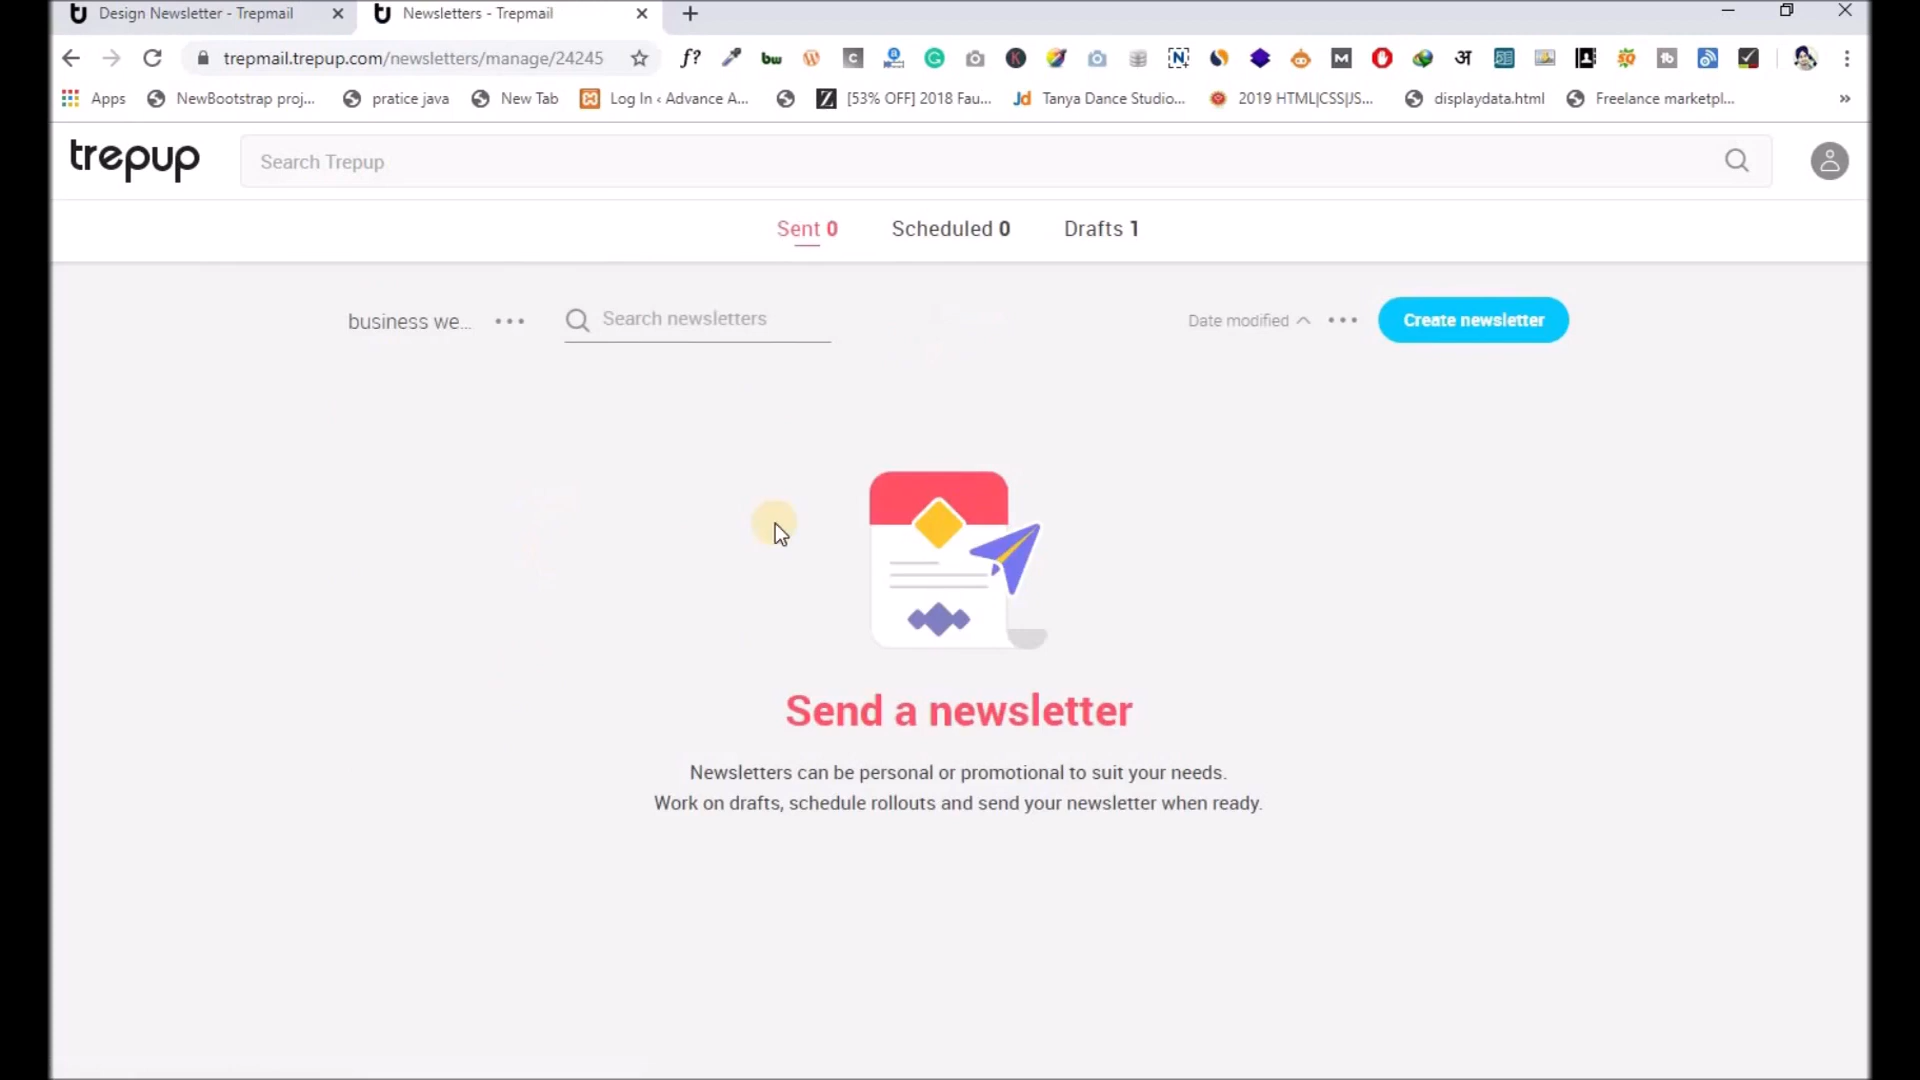 Design Newsletter - Trepmail
Newsletters - Trepmail
trepmail.trepup.com/newsletters/manage/24245
f?
bw
C
K
N
M
अ
Apps
NewBootstrap proj...
pratice java
New Tab
Log In ‹ Advance A...
Z
[53% OFF] 2018 Fau...
Jd
Tanya Dance Studio...
2019 HTML|CSS|JS...
displaydata.html
Freelance marketpl...
»
trepup
Search Trepup
Sent 0
Scheduled 0
Drafts 1
business we...
Search newsletters
Date modified
Create newsletter
Send a newsletter
Newsletters can be personal or promotional to suit your needs.
Work on drafts, schedule rollouts and send your newsletter when ready.